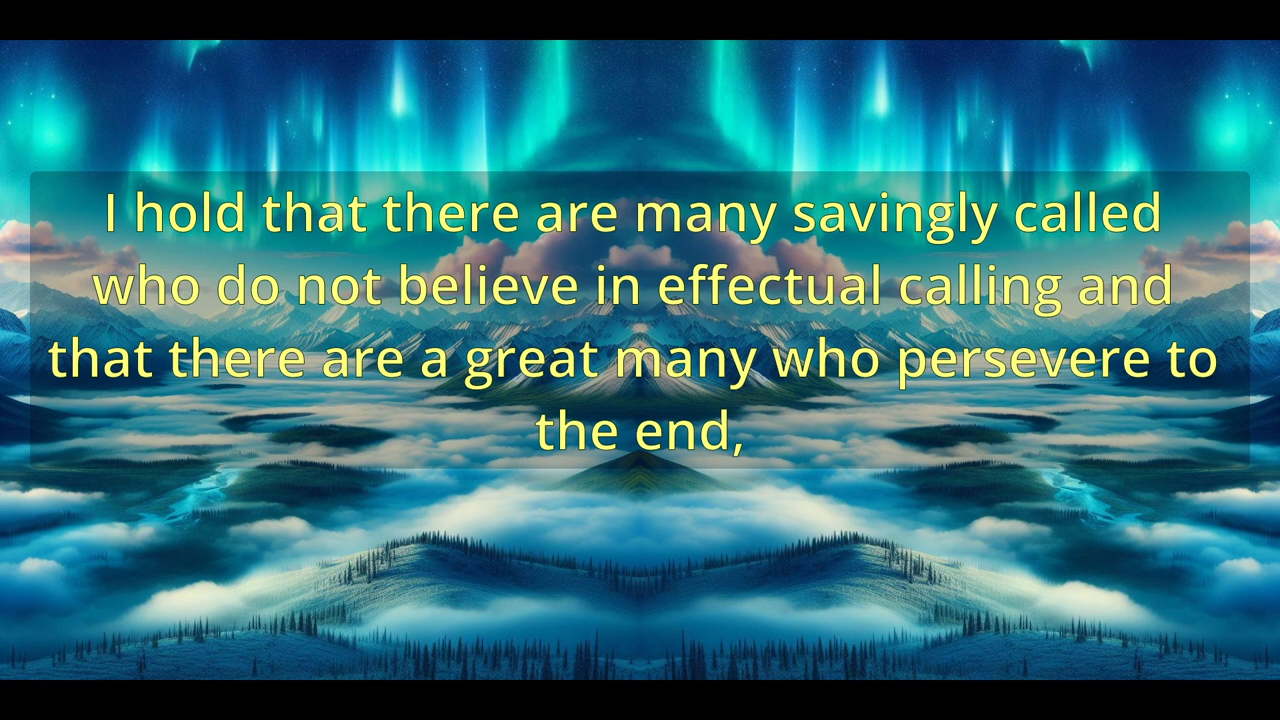 I hold that there are many savingly called
who do not believe in effectual calling and
that there are a great many who persevere to
the end,